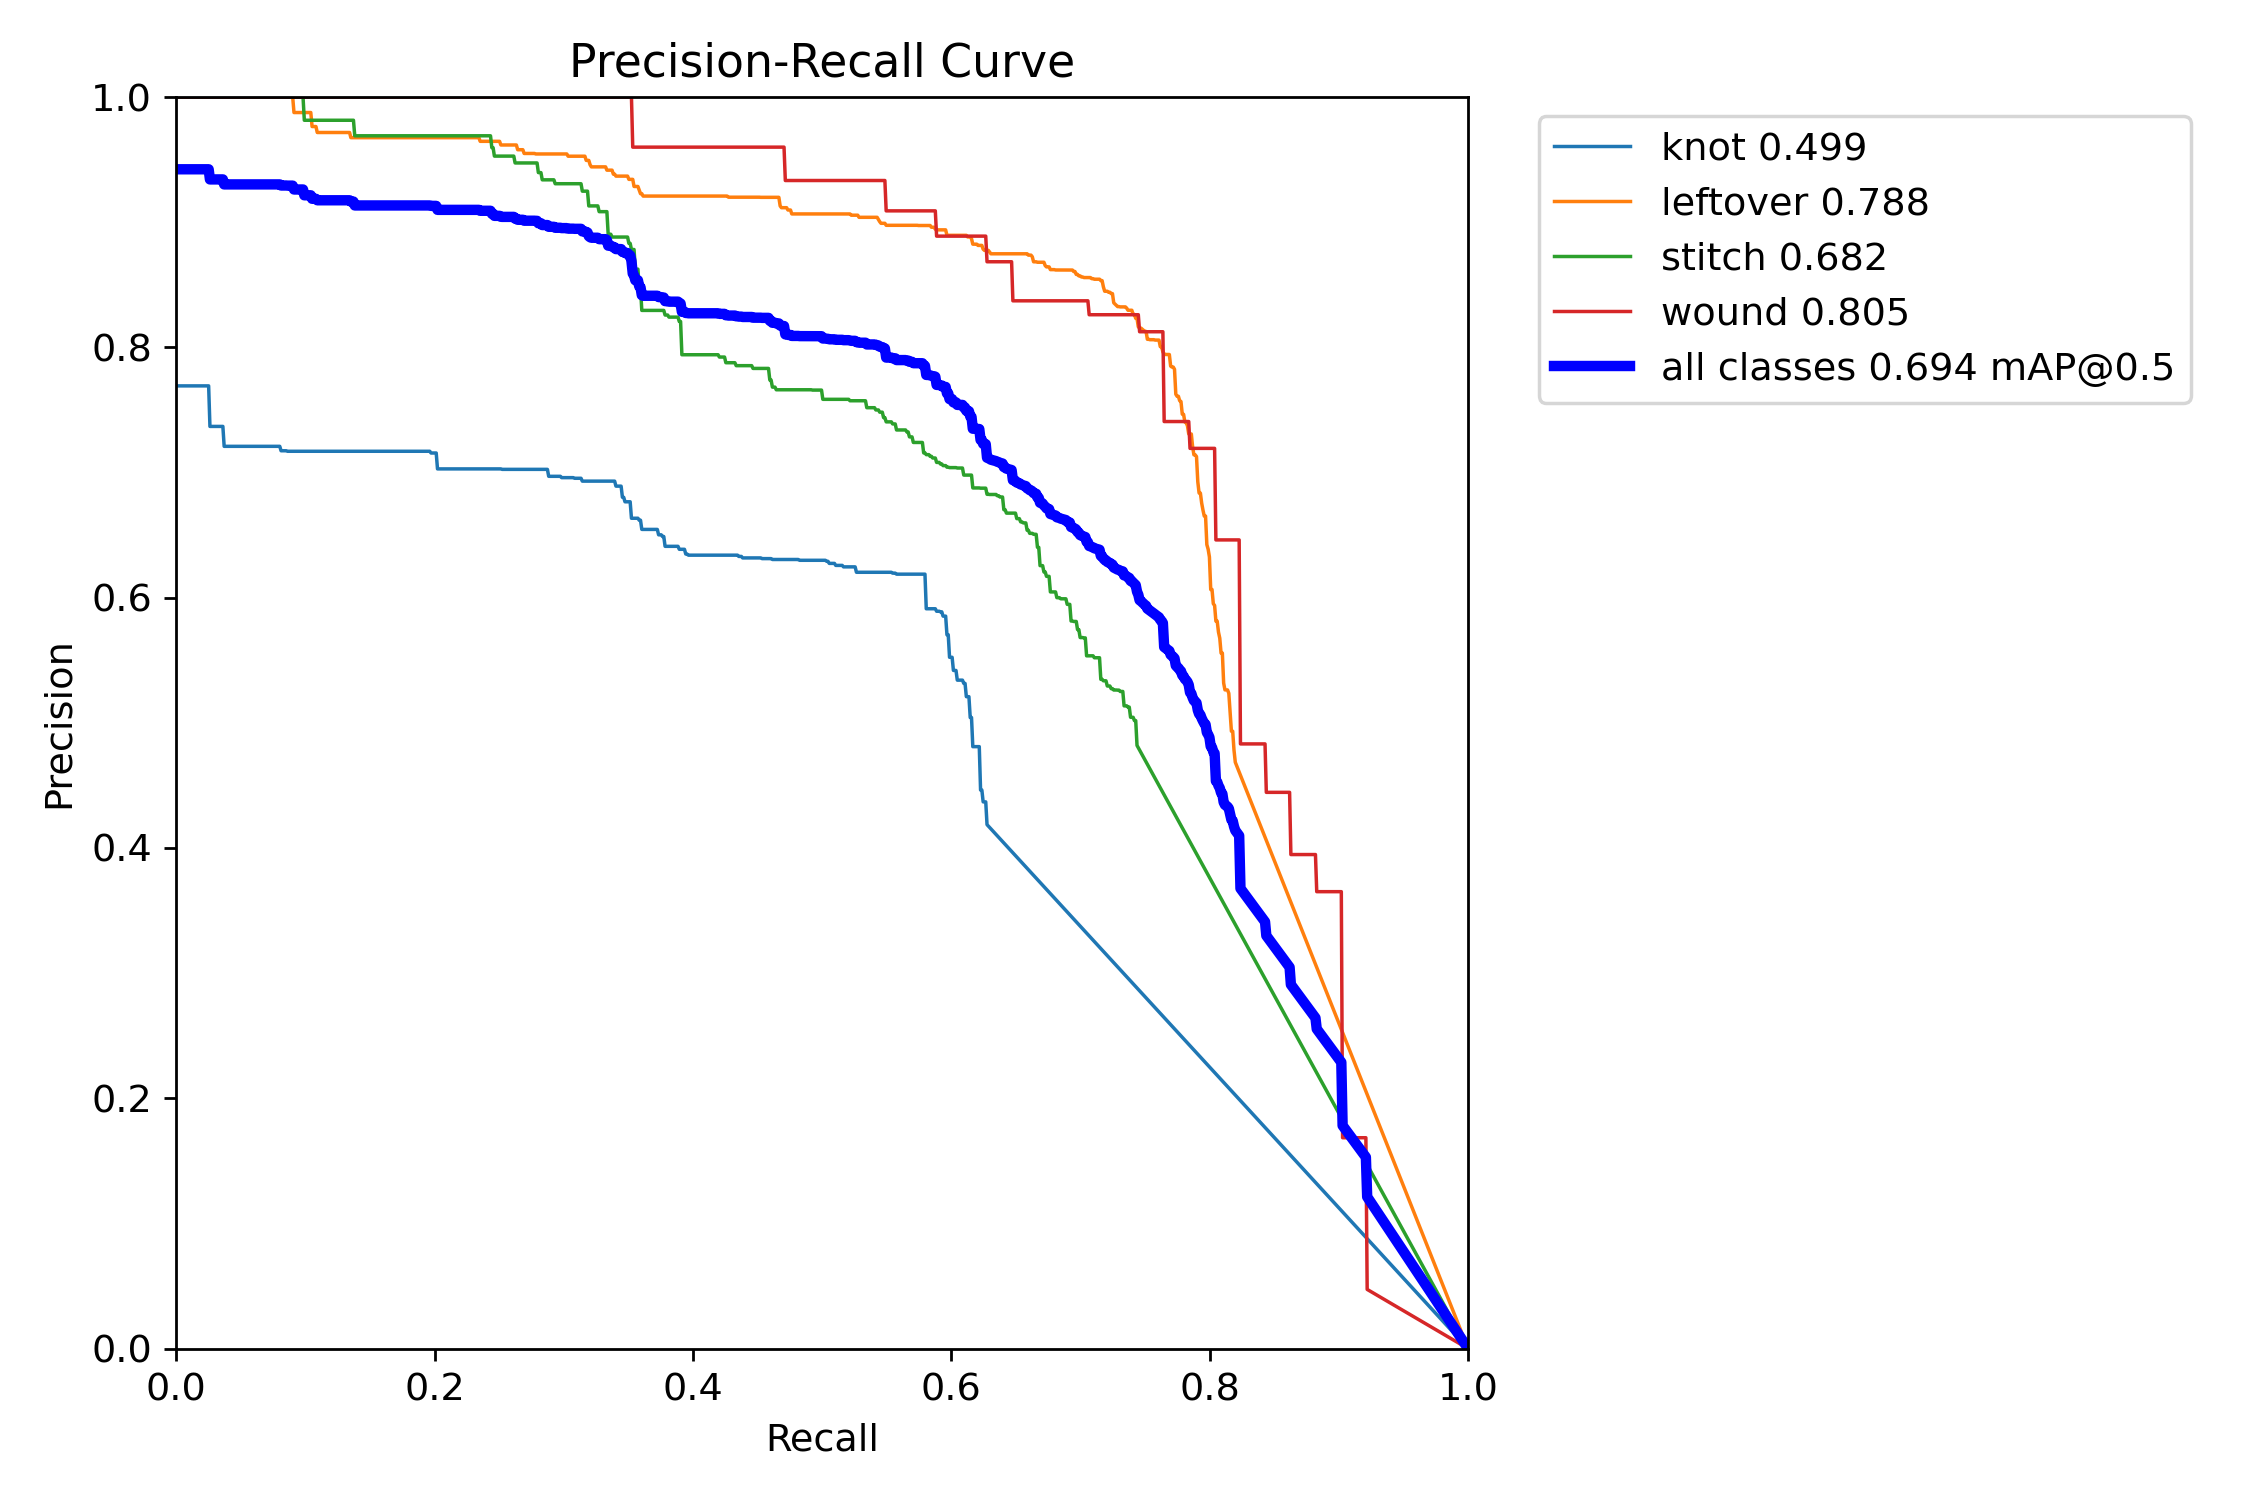 Precision-Recall Curve
1.0
0.8
0.6
0.4
0.2
0.0
Precision
0.0 0.2 0.4 0.6 0.8 1.0
Recall
knot 0.499
leftover 0.788
stitch 0.682
wound 0.805
all classes 0.694 mAP@0.5